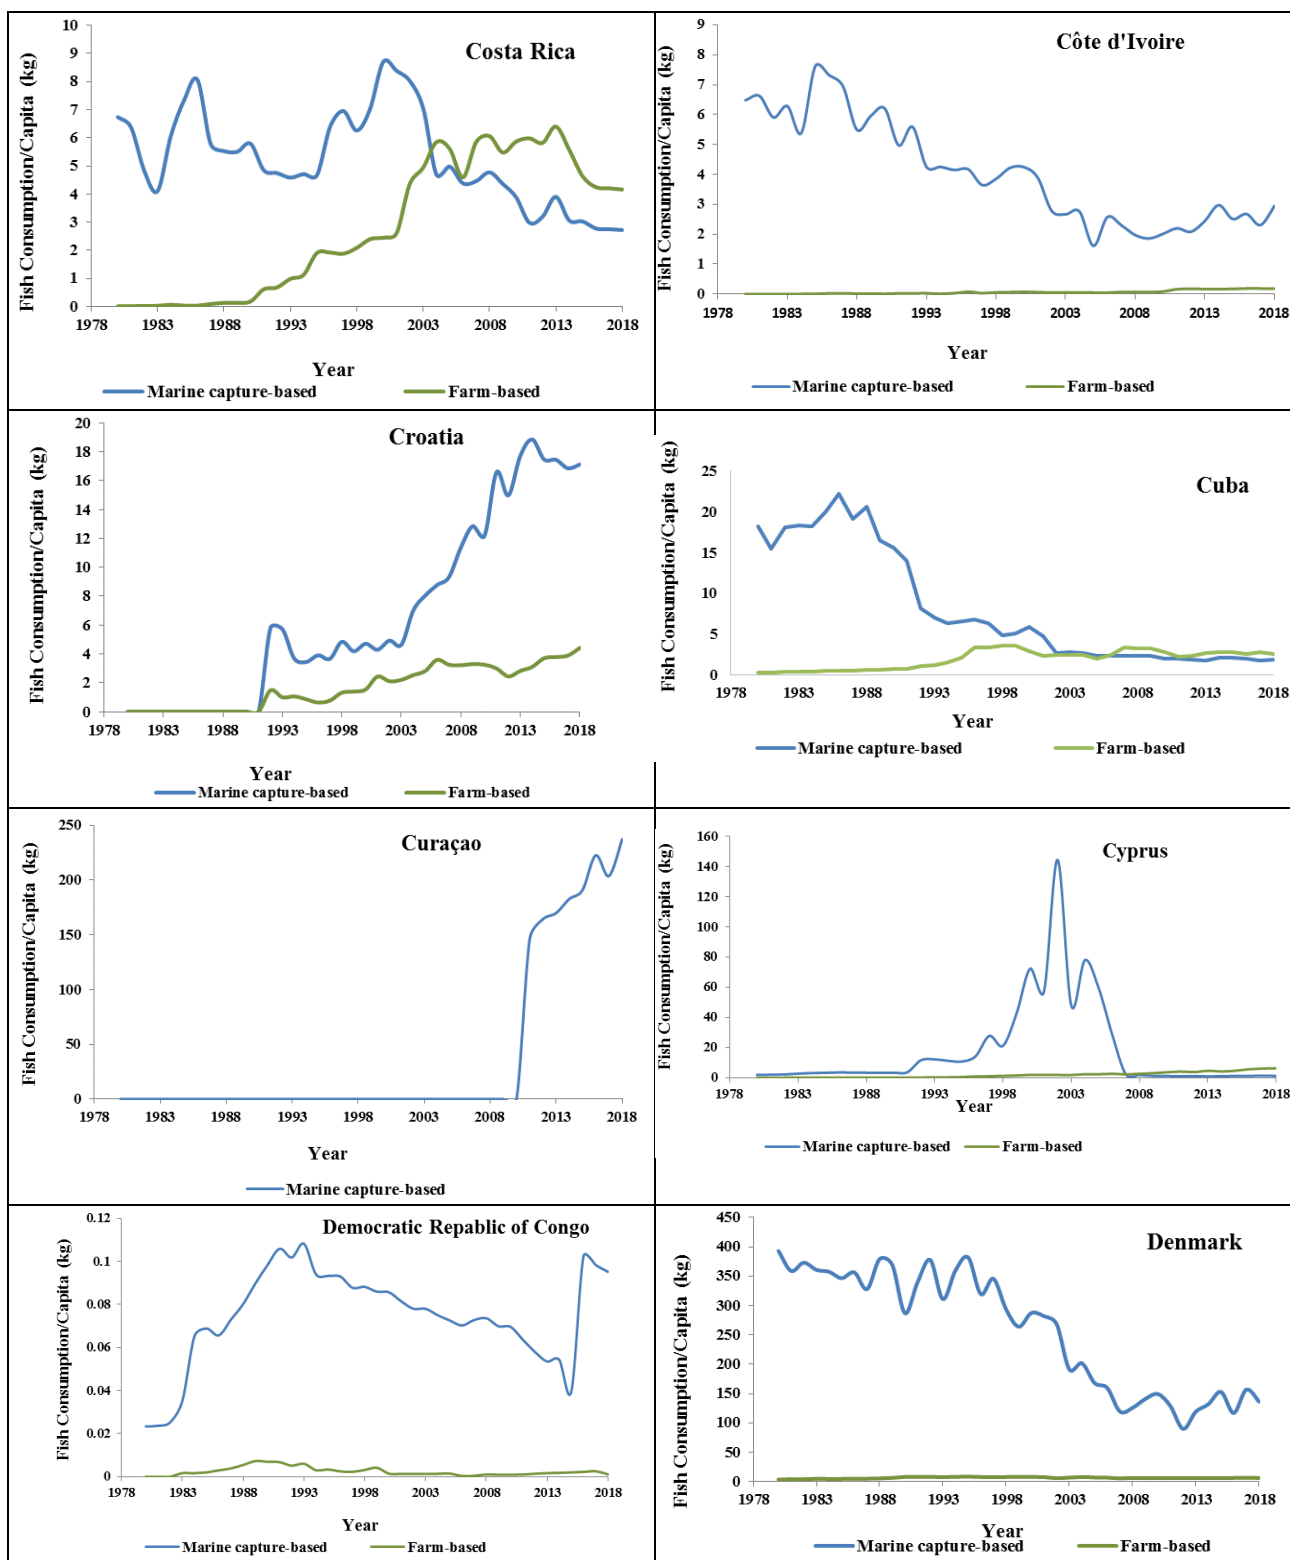 Costa Rica
Fish Consumption/Capita (kg)
10
9
8
7
6
5
4
3
2
1
0
1978 1983 1988 1993 1998 2003 2008 2013 2018
Year
Marine capture-based Farm-based
Côte d'Ivoire
Fish Consumption/Capita (kg)
9
8
7
6
5
4
3
2
1
0
1978 1983 1988 1993 1998 2003 2008 2013 2018
Year
Marine capture-based Farm-based
Croatia
Fish Consumption/Capita (kg)
20
18
16
14
12
10
8
6
4
2
0
1978 1983 1988 1993 1998 2003 2008 2013 2018
Year
Marine capture-based Farm-based
Cuba
Fish Consumption/Capita (kg)
25
20
15
10
5
0
1978 1983 1988 1993 1998 2003 2008 2013 2018
Year
Marine capture-based Farm-based
Curaçao
Fish Consumption/Capita (kg)
250
200
150
100
50
0
1978 1983 1988 1993 1998 2003 2008 2013 2018
Year
Marine capture-based
Cyprus
Fish Consumption/Capita (kg)
160
140
120
100
80
60
40
20
0
1978 1983 1988 1993 1998 2003 2008 2013 2018
Year
Marine capture-based Farm-based
Democratic Repablic of Congo
Fish Consumption/Capita (kg)
0.12
0.1
0.08
0.06
0.04
0.02
0
1978 1983 1988 1993 1998 2003 2008 2013 2018
Year
Marine capture-based Farm-based
Denmark
Fish Consumption/Capita (kg)
450
400
350
300
250
200
150
100
50
0
1978 1983 1988 1993 1998 2003 2008 2013 2018
Year
Marine capture-based Farm-based